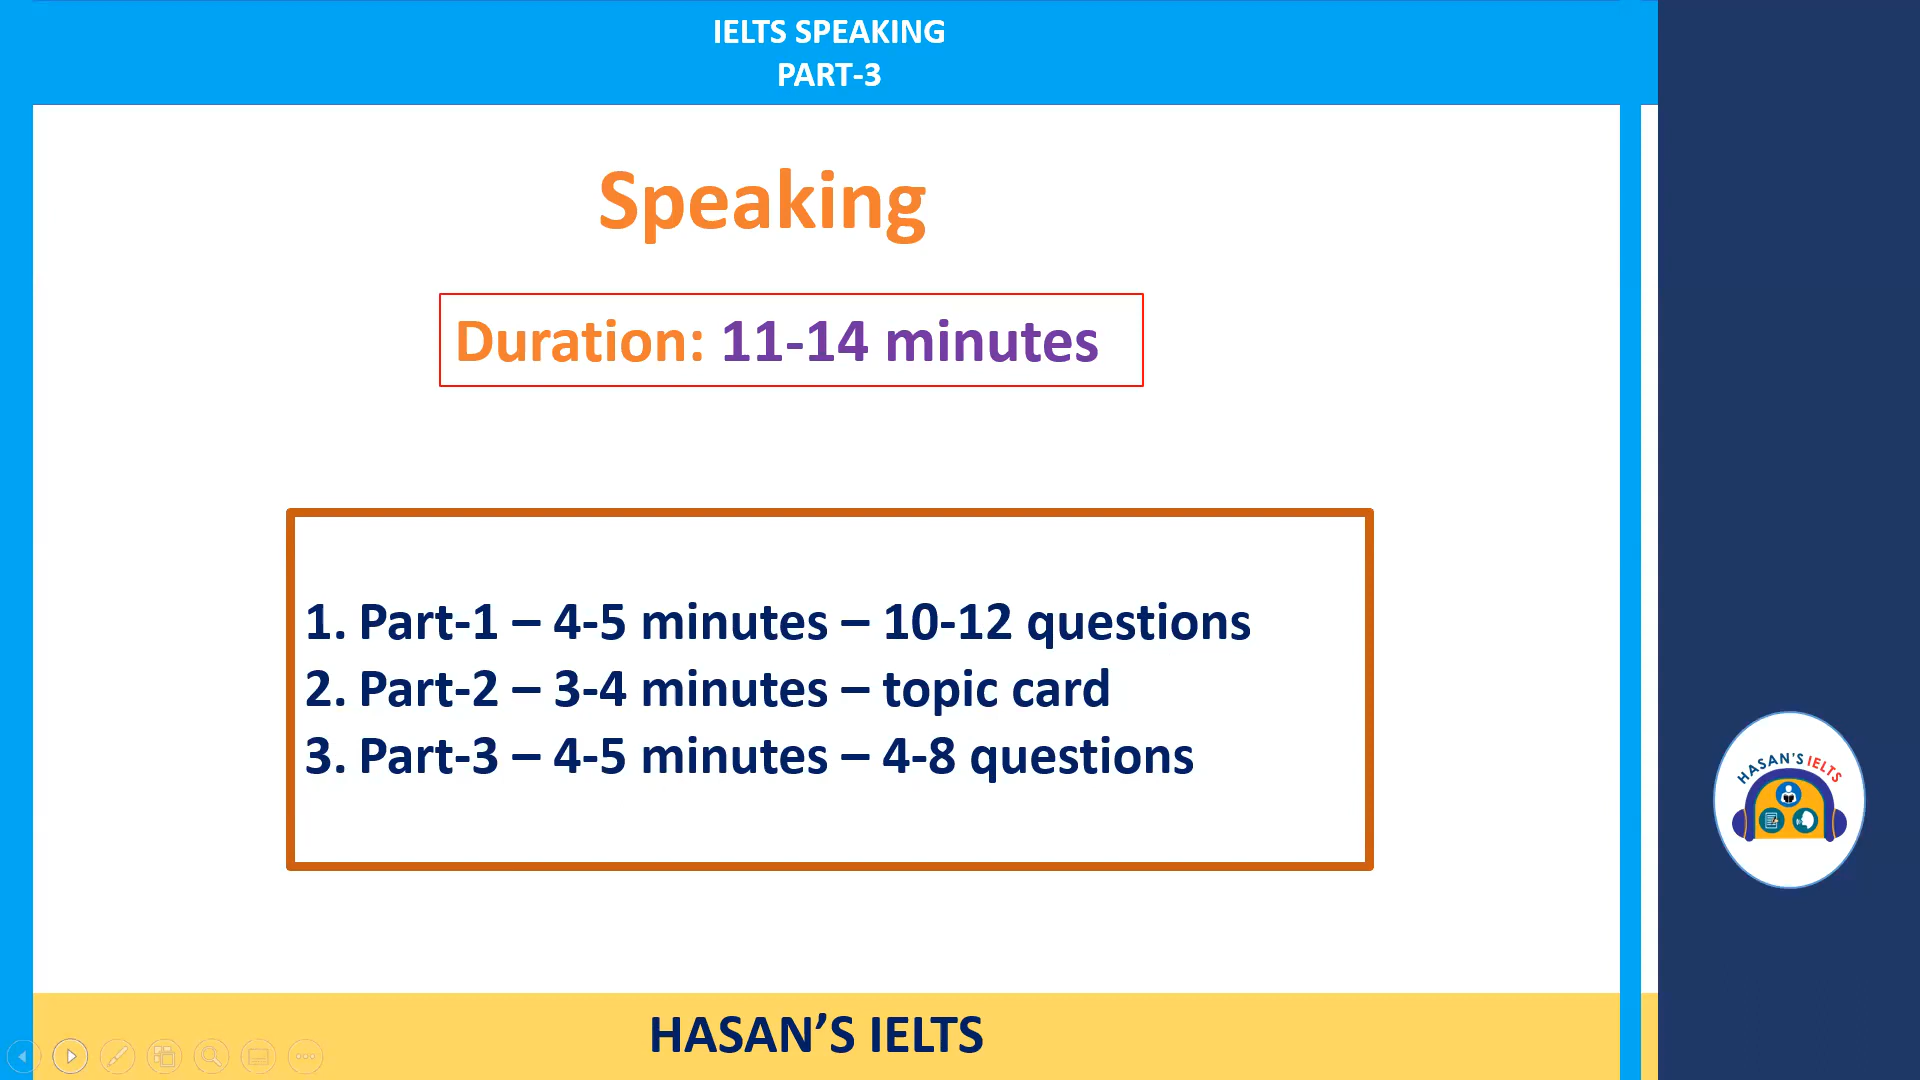 IELTS SPEAKING
PART-3
Speaking
Duration: 11-14 minutes
1. Part-1 – 4-5 minutes – 10-12 questions
2. Part-2 – 3-4 minutes – topic card
3. Part-3 – 4-5 minutes – 4-8 questions
HASAN'S IELTS
HASAN’S IELTS